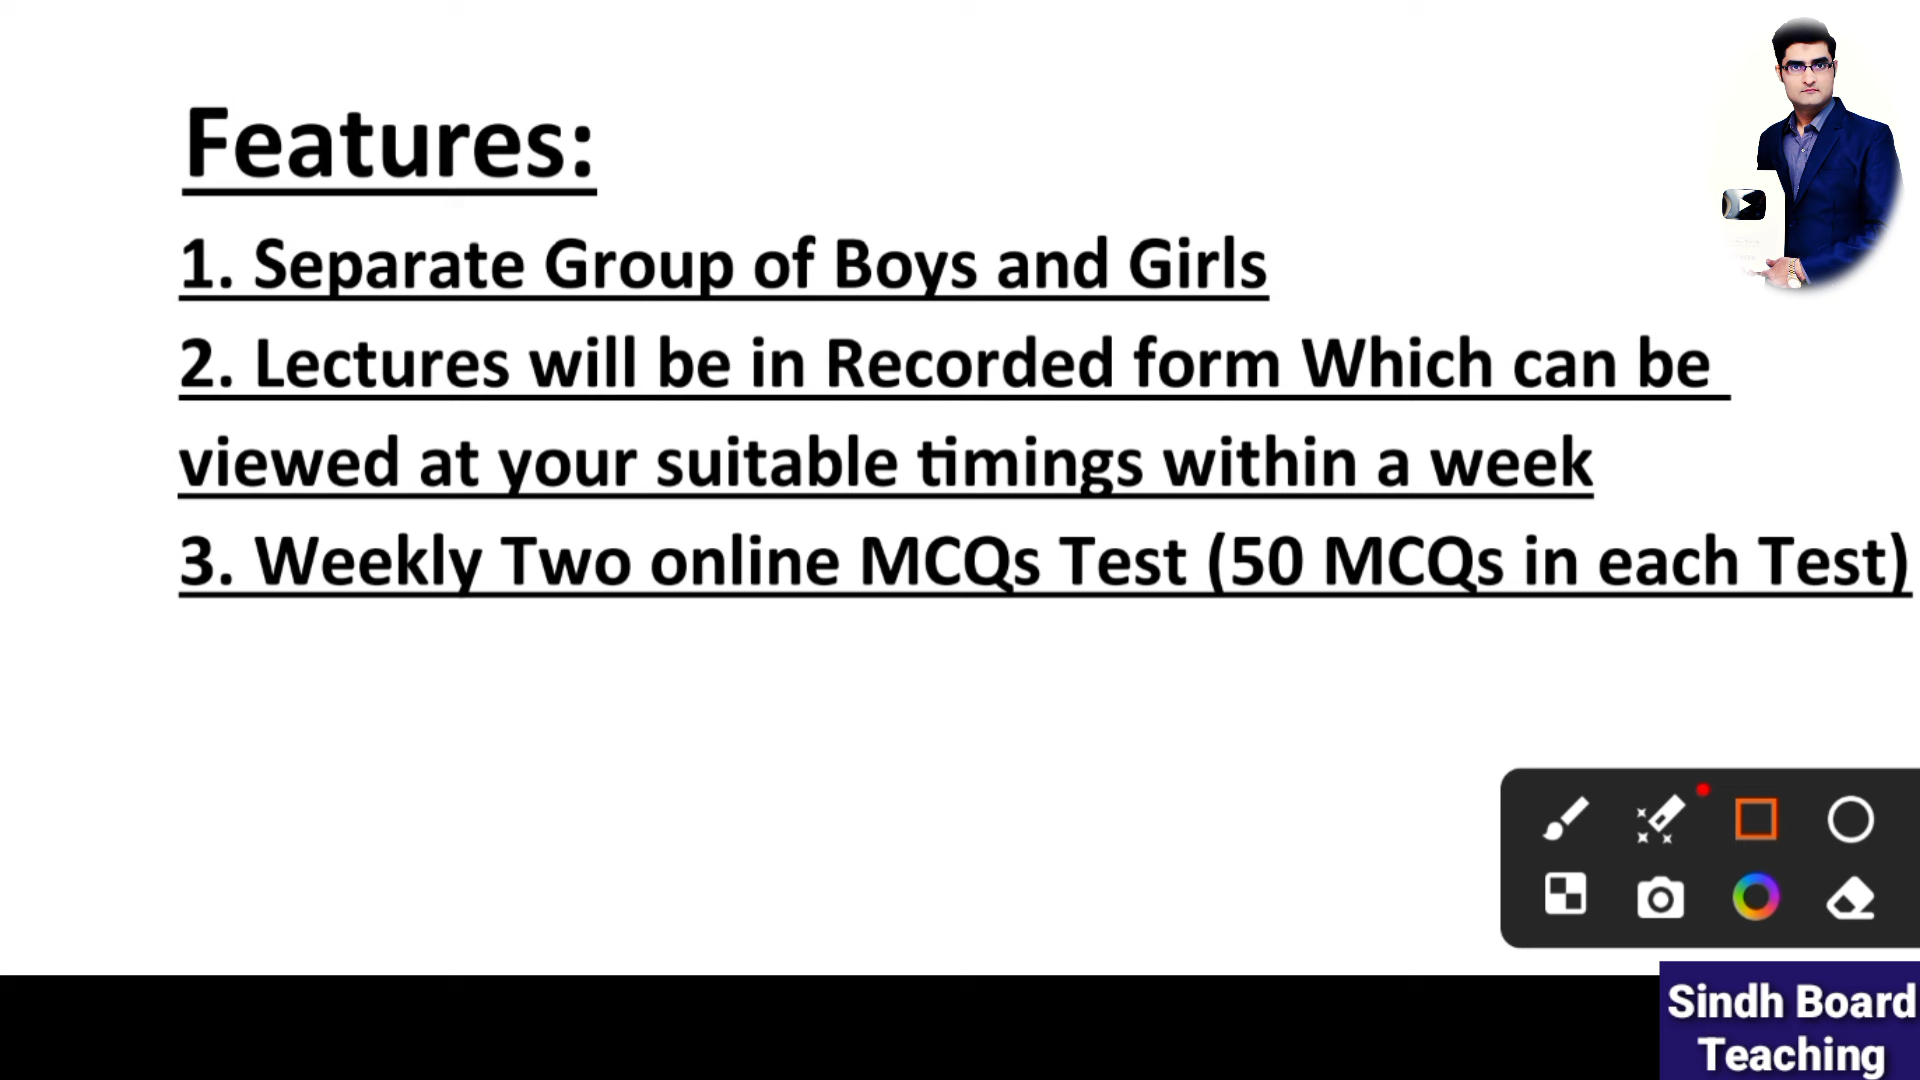 Features:
1. Separate Group of Boys and Girls
2. Lectures will be in Recorded form Which can be
viewed at your suitable timings within a week
3. Weekly Two online MCQs Test (50 MCQs in each Test)
Sindh Board
Teaching